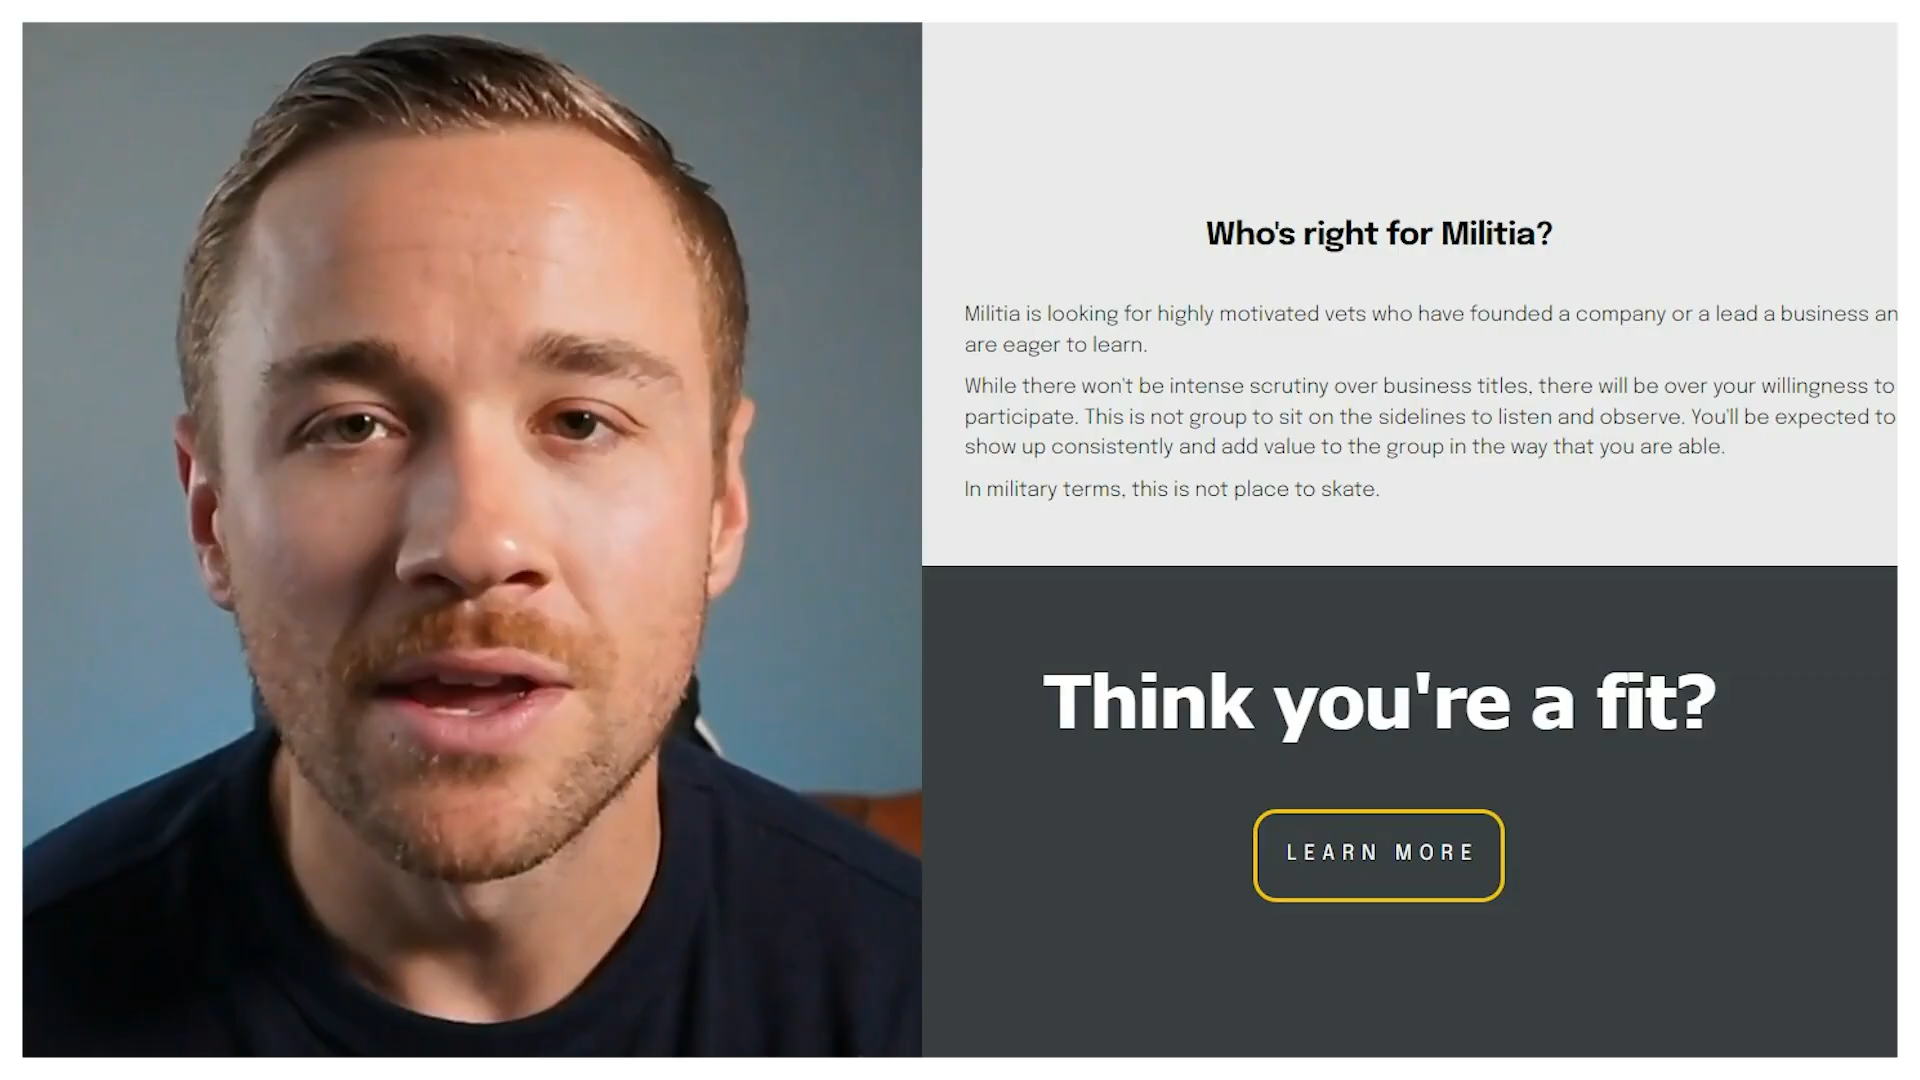 Who's right for Militia?
Militia is looking for highly motivated vets who have founded a company or a lead a business an
are eager to learn.
While there won't be intense scrutiny over business titles, there will be over your willingness to
participate. This is not group to sit on the sidelines to listen and observe. You'll be expected to
show up consistently and add value to the group in the way that you are able.
In military terms, this is not place to skate.
Think you're a fit?
LEARN MORE